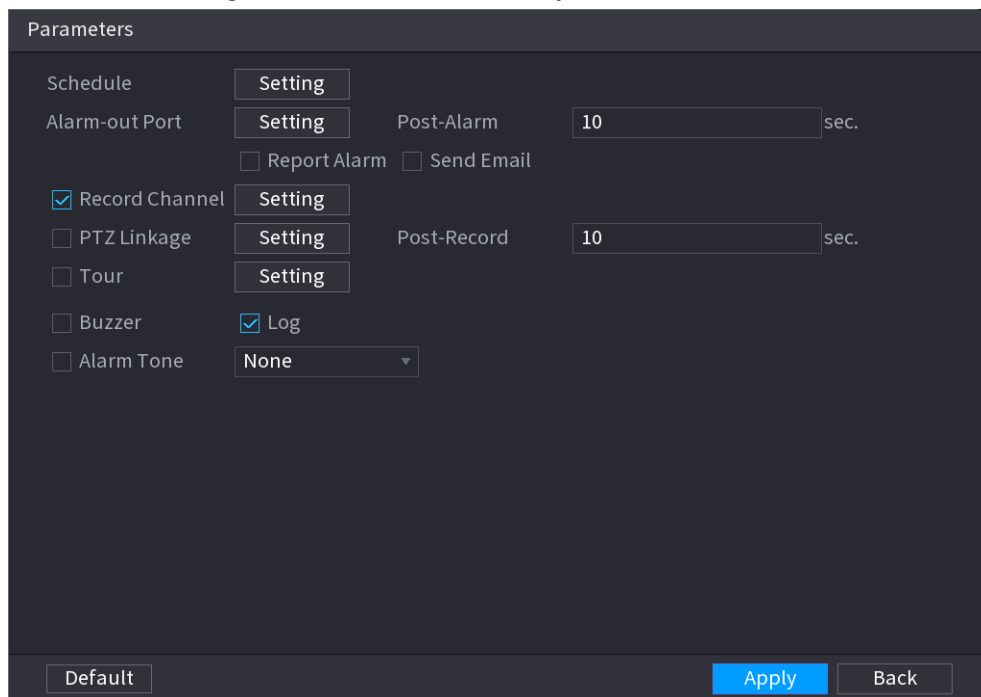 Parameters
Schedule Setting
Alarm-out Port Setting Post-Alarm 10 sec.
Report Alarm Send Email
Record Channel Setting
PTZ Linkage Setting Post-Record 10 sec.
Tour Setting
Buzzer Log
Alarm Tone None
Default Apply Back